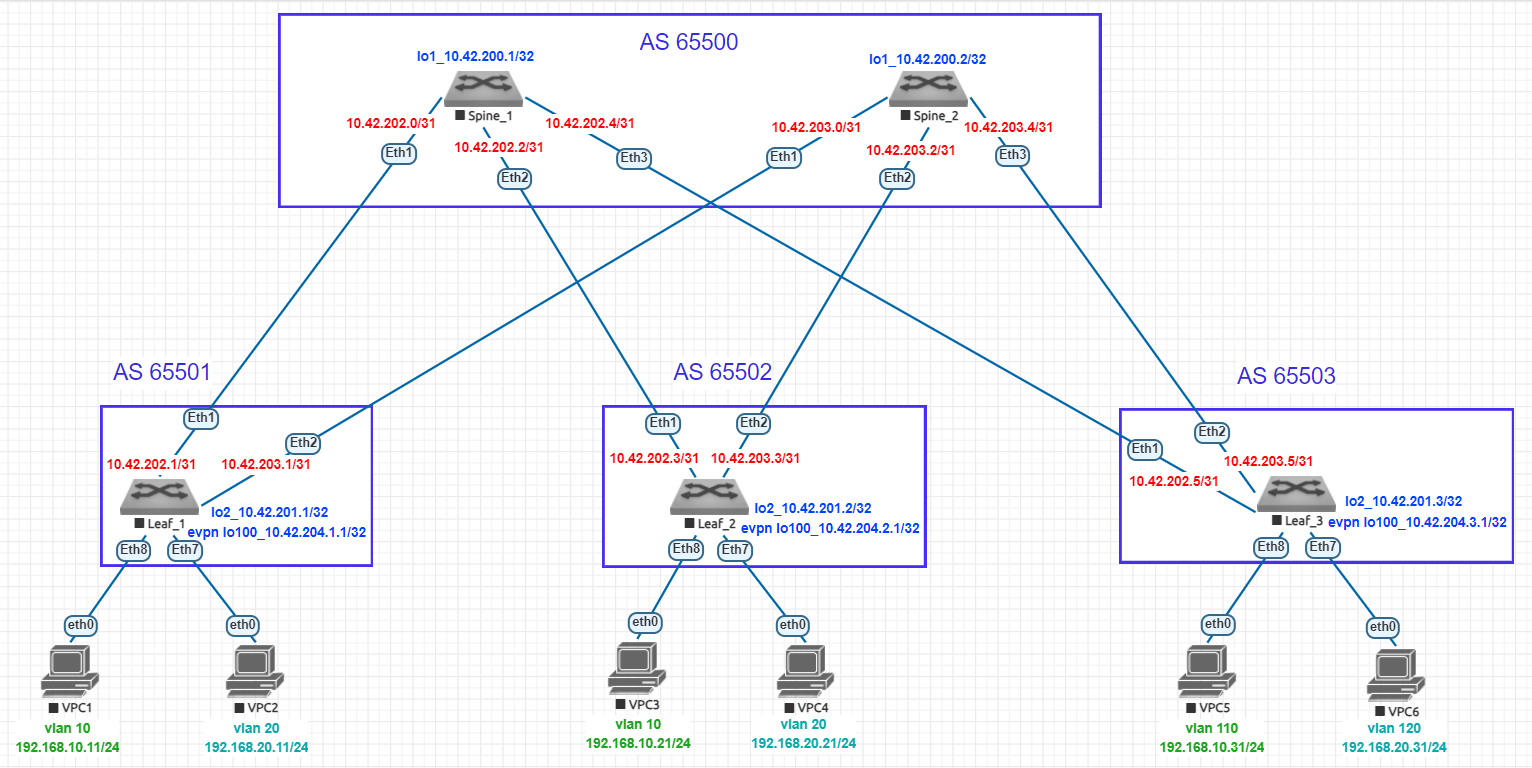 AS 65500
lo1_10.42.200.1/32
lo1_10.42.200.2/32
Spine_1
Spine_2
10.42.202.0/31
10.42.202.4/31
10.42.203.0/31
10.42.203.4/31
10.42.202.2/31
10.42.203.2/31
Eth1
Eth2
Eth3
Eth1
Eth2
Eth3
AS 65501
AS 65502
AS 65503
Eth1
Eth2
10.42.202.1/31
10.42.203.1/31
Leaf_1
lo2_10.42.201.1/32
evpn lo100_10.42.204.1.1/32
Eth8
Eth7
Eth1
Eth2
10.42.202.3/31
10.42.203.3/31
Leaf_2
lo2_10.42.201.2/32
evpn lo100_10.42.204.2.1/32
Eth8
Eth7
Eth1
Eth2
10.42.202.5/31
10.42.203.5/31
Leaf_3
lo2_10.42.201.3/32
evpn lo100_10.42.204.3.1/32
Eth8
Eth7
eth0
eth0
eth0
eth0
eth0
eth0
VPC1
vlan 10
192.168.10.11/24
VPC2
vlan 20
192.168.20.11/24
VPC3
vlan 10
192.168.10.21/24
VPC4
vlan 20
192.168.20.21/24
VPC5
vlan 110
192.168.10.31/24
VPC6
vlan 120
192.168.20.31/24